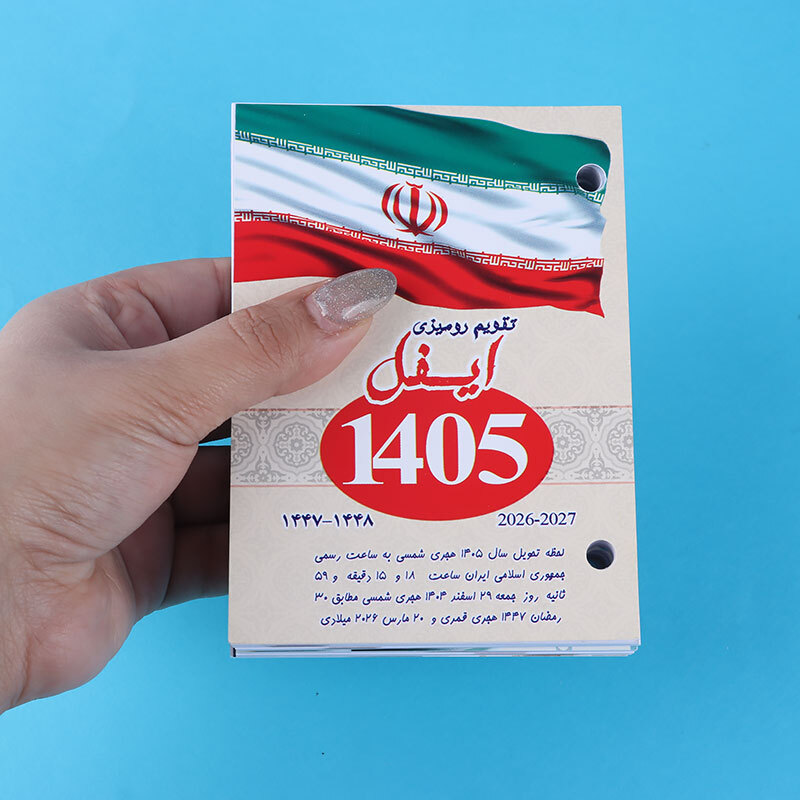 تقویم رومیزی
ایفل
1405
۱۴۴۷-۱۴۴۸
2026-2027
لحظه تحویل سال ۱۴۰۵ هجری شمسی به ساعت رسمی
جمهوری اسلامی ایران ساعت ۱۸ و ۱۵ دقیقه و ۵۹
ثانیه روز جمعه ۲۹ اسفند ۱۴۰۴ هجری شمسی مطابق ۳۰
رمضان ۱۴۴۷ هجری قمری و ۲۰ مارس ۲۰۲۶ میلادی